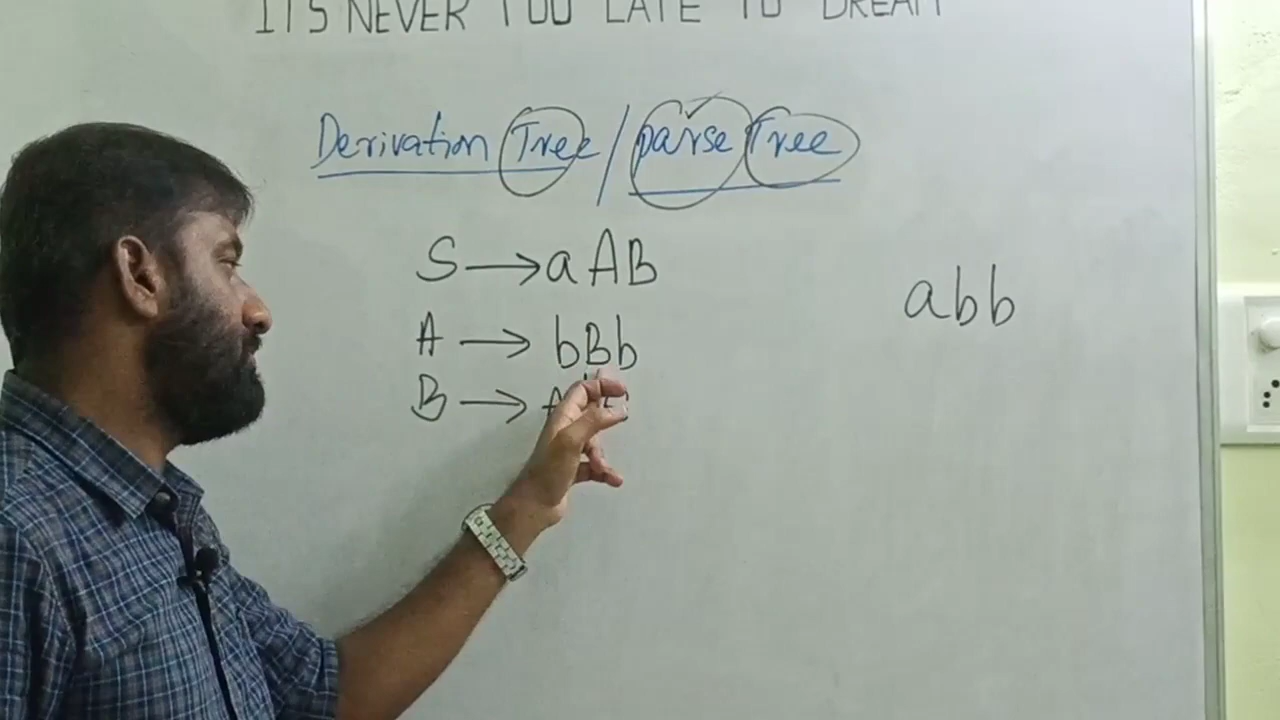 ITS NEVER TOO LATE TO DREAM
Derivation Tree / parse Tree
S → aAB
A → bBb
B → A
abb